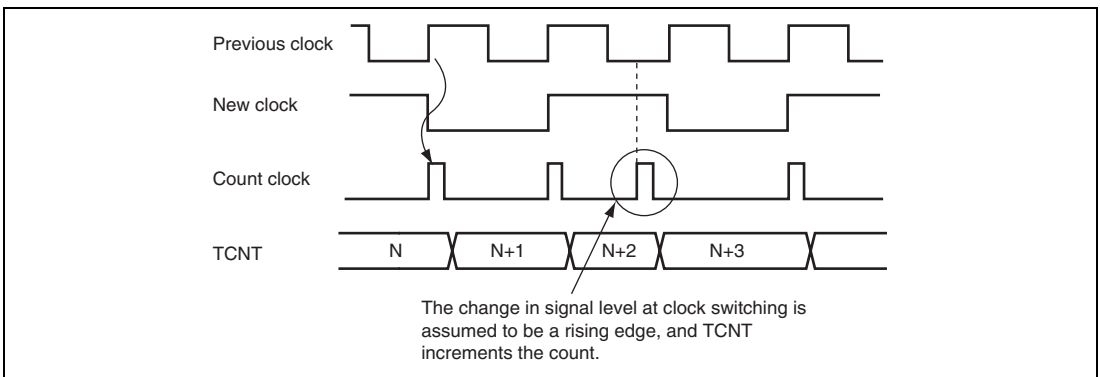 Previous clock
New clock
Count clock
TCNT
N
N+1
N+2
N+3
The change in signal level at clock switching is
assumed to be a rising edge, and TCNT
increments the count.